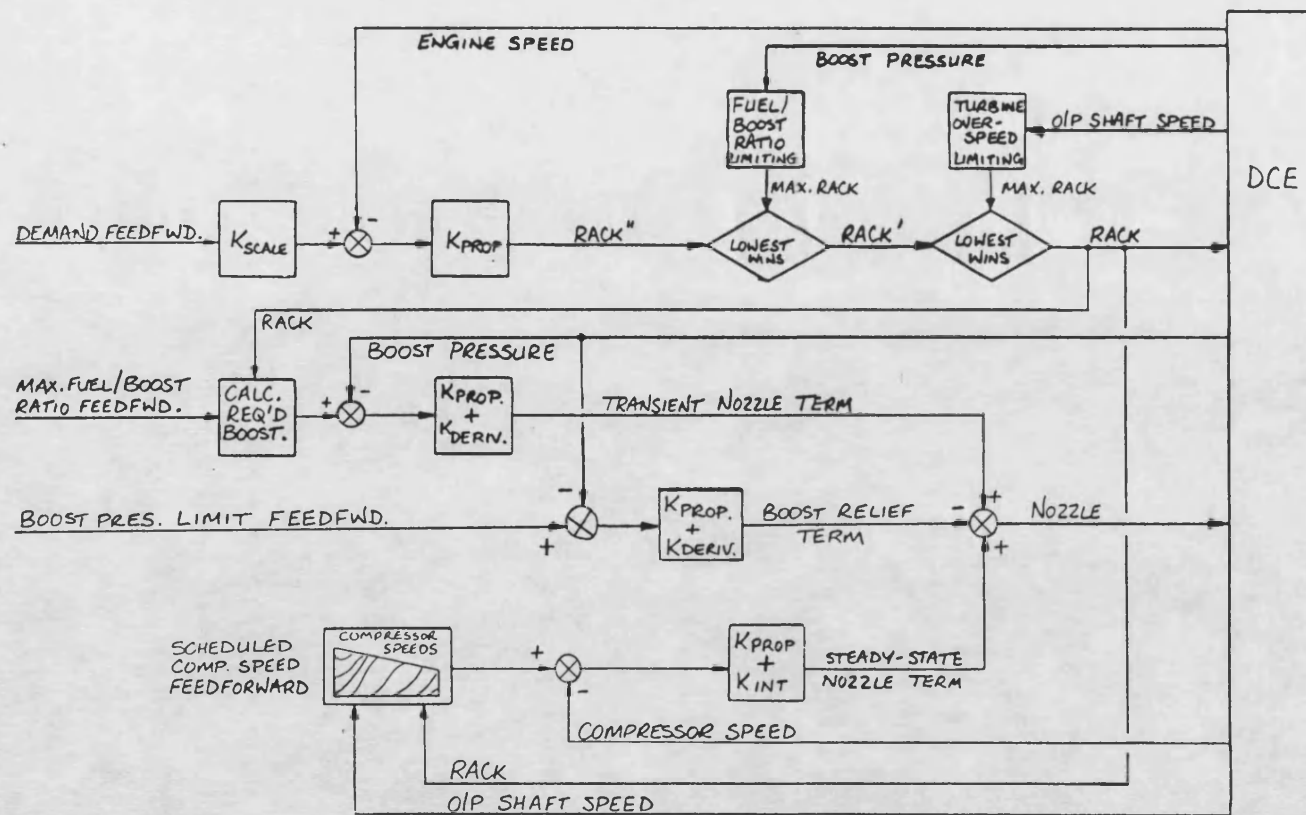 ENGINE SPEED
BOOST PRESSURE
FUEL/
BOOST
RATIO
LIMITING
TURBINE
OVER-
SPEED
LIMITING
O/P SHAFT SPEED
DCE
MAX. RACK
MAX. RACK
DEMAND FEEDFWD.
KSCALE
+
-
KPROP
RACK"
LOWEST
WINS
RACK'
LOWEST
WINS
RACK
RACK
BOOST PRESSURE
MAX. FUEL/BOOST
RATIO FEEDFWD.
CALC.
REQ'D
BOOST.
+
-
KPROP.
+
KDERIV.
TRANSIENT NOZZLE TERM
BOOST PRES. LIMIT FEEDFWD.
-
+
KPROP.
+
KDERIV.
BOOST RELIEF
TERM
+
-
+
NOZZLE
SCHEDULED
COMP. SPEED
FEEDFORWARD
COMPRESSOR
SPEEDS
+
-
KPROP
+
KINT
STEADY-STATE
NOZZLE TERM
COMPRESSOR SPEED
RACK
O/P SHAFT SPEED